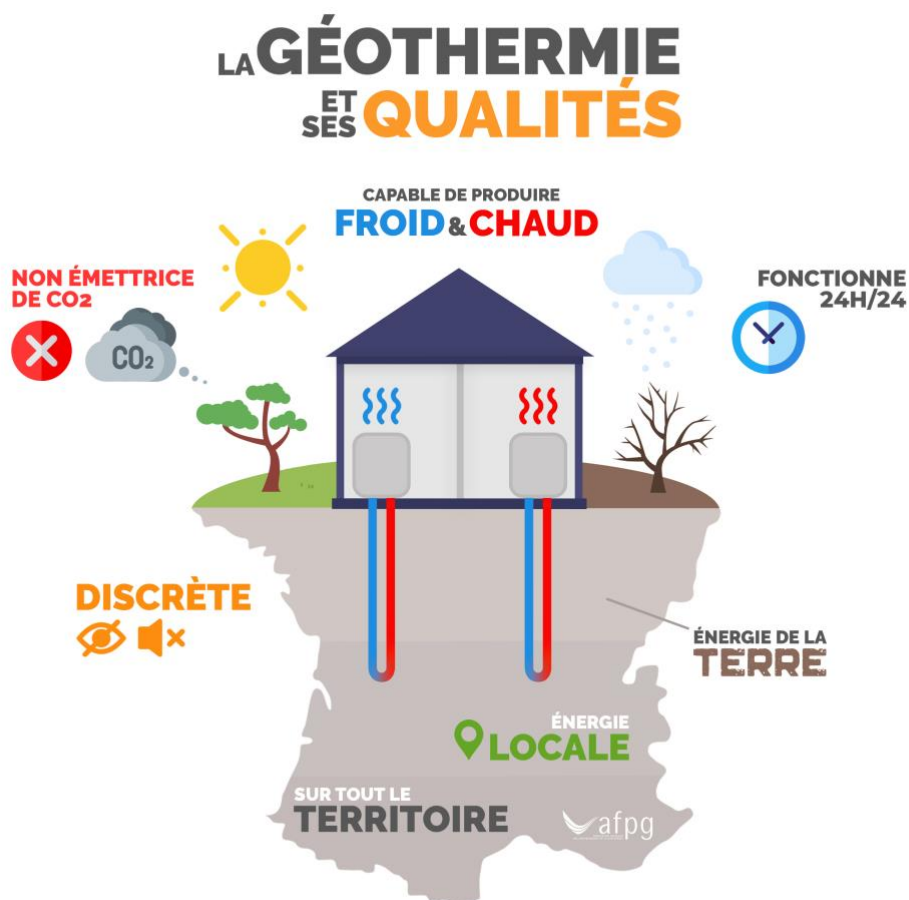 LA GÉOTHERMIE
ET SES QUALITÉS
CAPABLE DE PRODUIRE
FROID & CHAUD
NON ÉMETTRICE
DE CO2
CO₂
FONCTIONNE
24H/24
DISCRÈTE
ÉNERGIE DE LA
TERRE
ÉNERGIE
LOCALE
SUR TOUT LE
TERRITOIRE
afpg